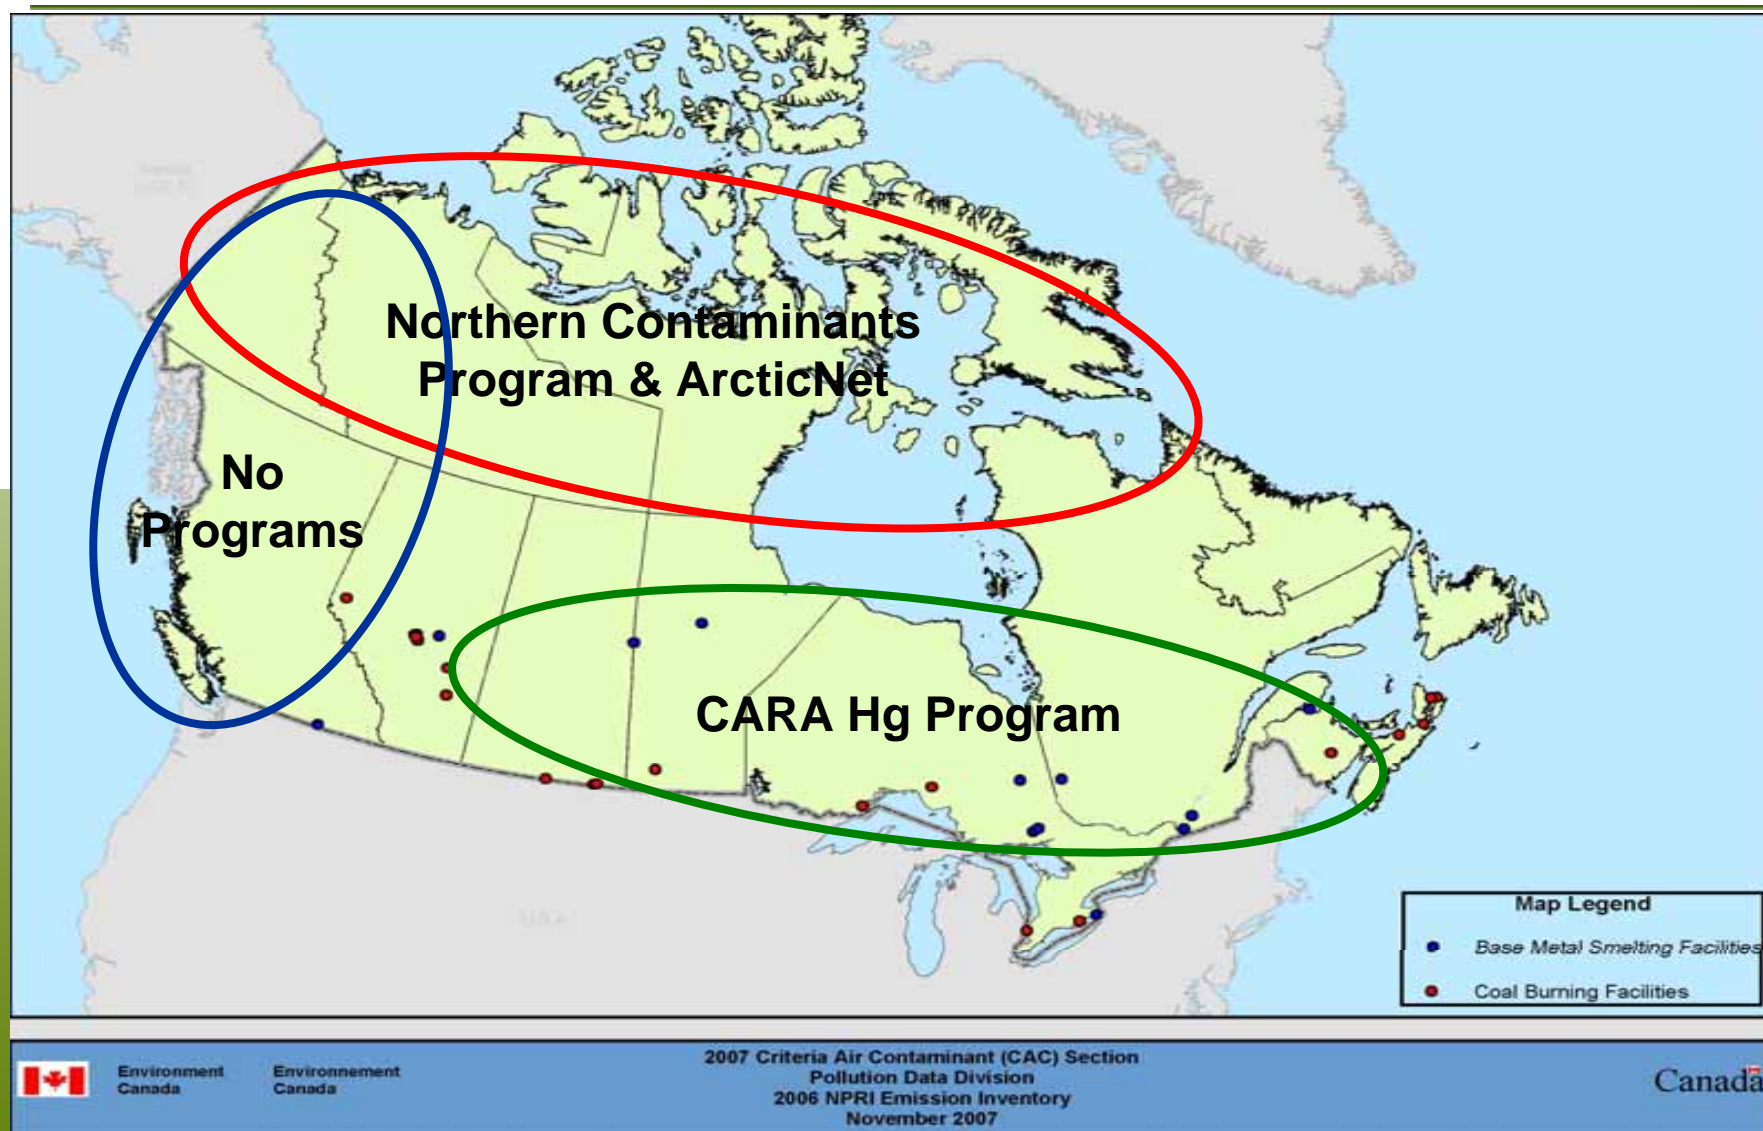 Northern Contaminants
Program & ArcticNet
No
Programs
CARA Hg Program
Map Legend
Base Metal Smelting Facilities
Coal Burning Facilities
Environment
Canada
Environnement
Canada
2007 Criteria Air Contaminant (CAC) Section
Pollution Data Division
2006 NPRI Emission Inventory
November 2007
Canada